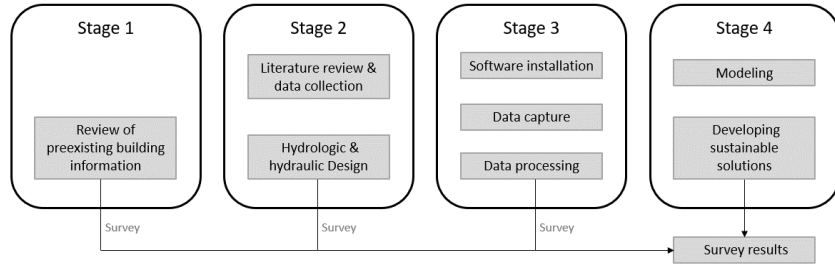 Stage 1
Review of
preexisting building
information
Survey
Stage 2
Literature review &
data collection
Hydrologic &
hydraulic Design
Survey
Stage 3
Software installation
Data capture
Data processing
Survey
Stage 4
Modeling
Developing
sustainable
solutions
Survey results